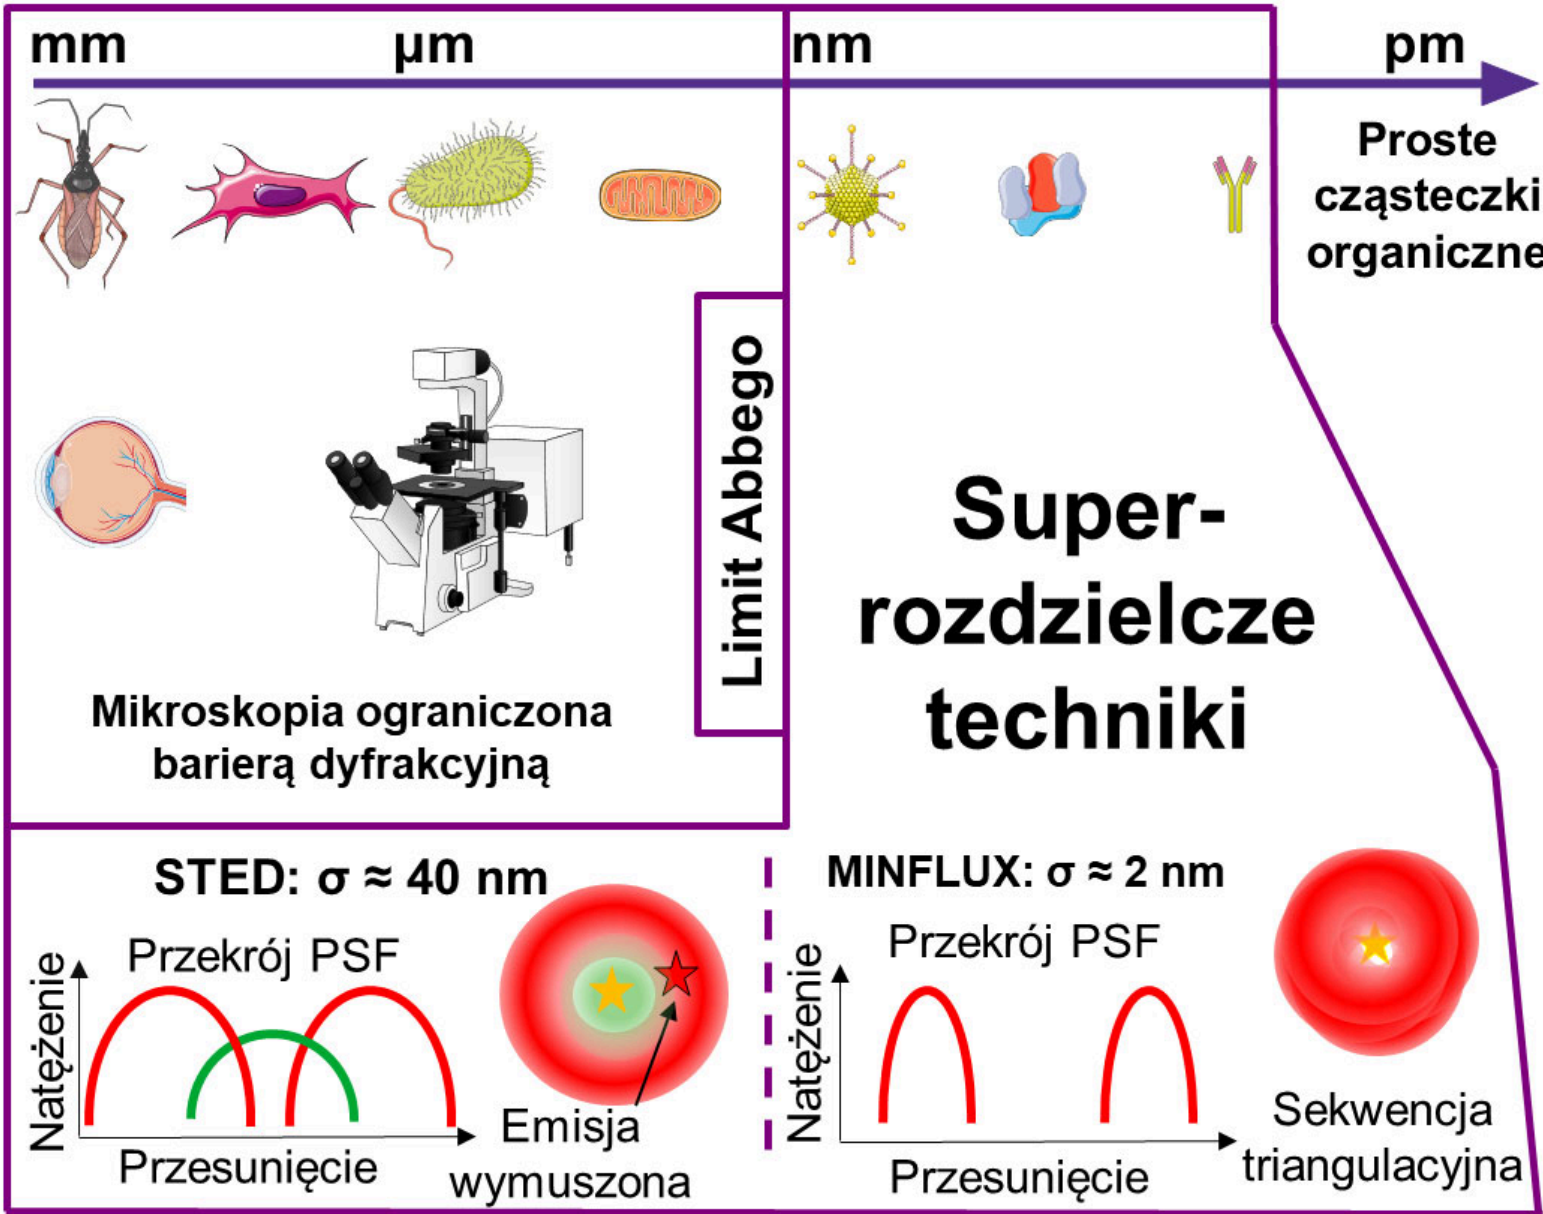 mm µm nm pm
Proste
cząsteczki
organiczne
Limit Abbego
Super-
rozdzielcze
techniki
Mikroskopia ograniczona
barierą dyfrakcyjną
STED: σ ≈ 40 nm
Przekrój PSF
Natężenie
Przesunięcie
Emisja
wymuszona
MINFLUX: σ ≈ 2 nm
Przekrój PSF
Natężenie
Przesunięcie
Sekwencja
triangulacyjna